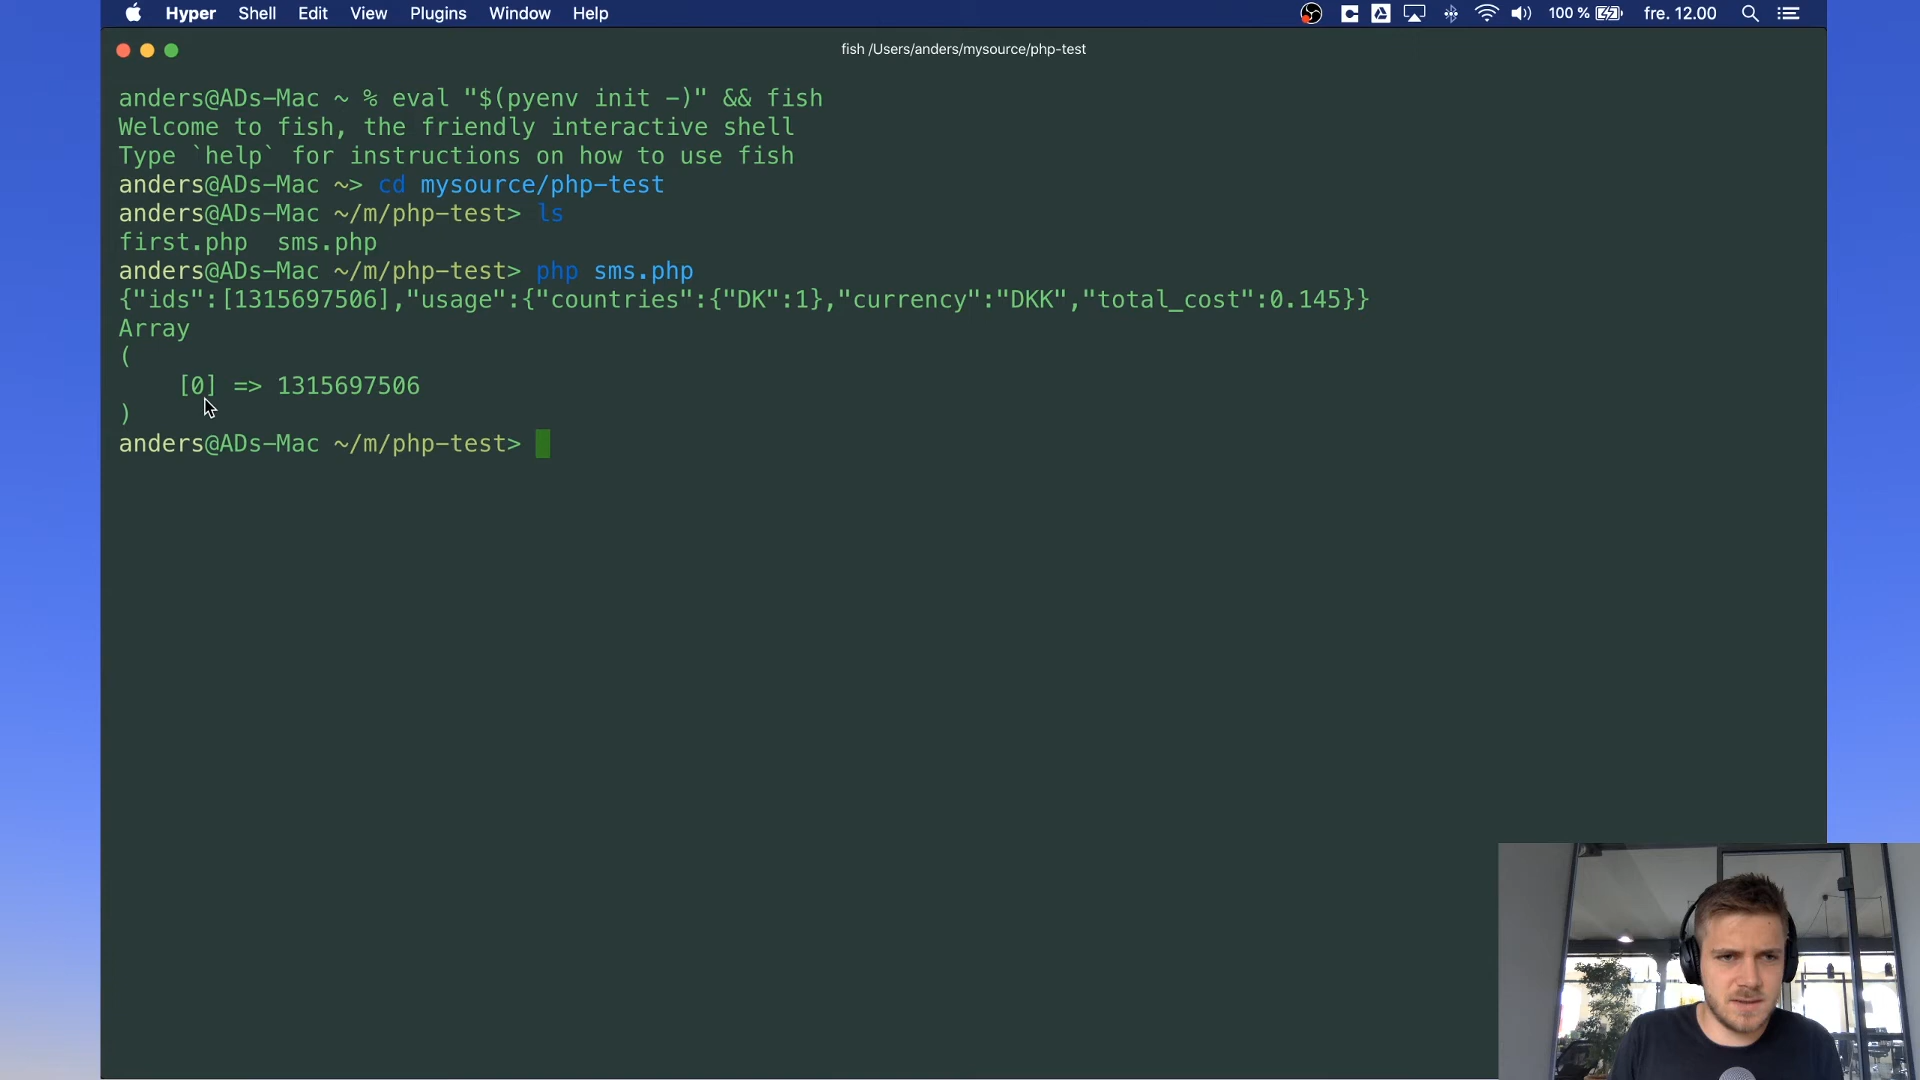 Hyper Shell Edit View Plugins Window Help 100 % fre. 12.00
fish /Users/anders/mysource/php-test
anders@ADs-Mac ~ % eval "$(pyenv init -)" && fish
Welcome to fish, the friendly interactive shell
Type `help` for instructions on how to use fish
anders@ADs-Mac ~> cd mysource/php-test
anders@ADs-Mac ~/m/php-test> ls
first.php  sms.php
anders@ADs-Mac ~/m/php-test> php sms.php
{"ids":[1315697506],"usage":{"countries":{"DK":1},"currency":"DKK","total_cost":0.145}}
Array
(
    [0] => 1315697506
)
anders@ADs-Mac ~/m/php-test>